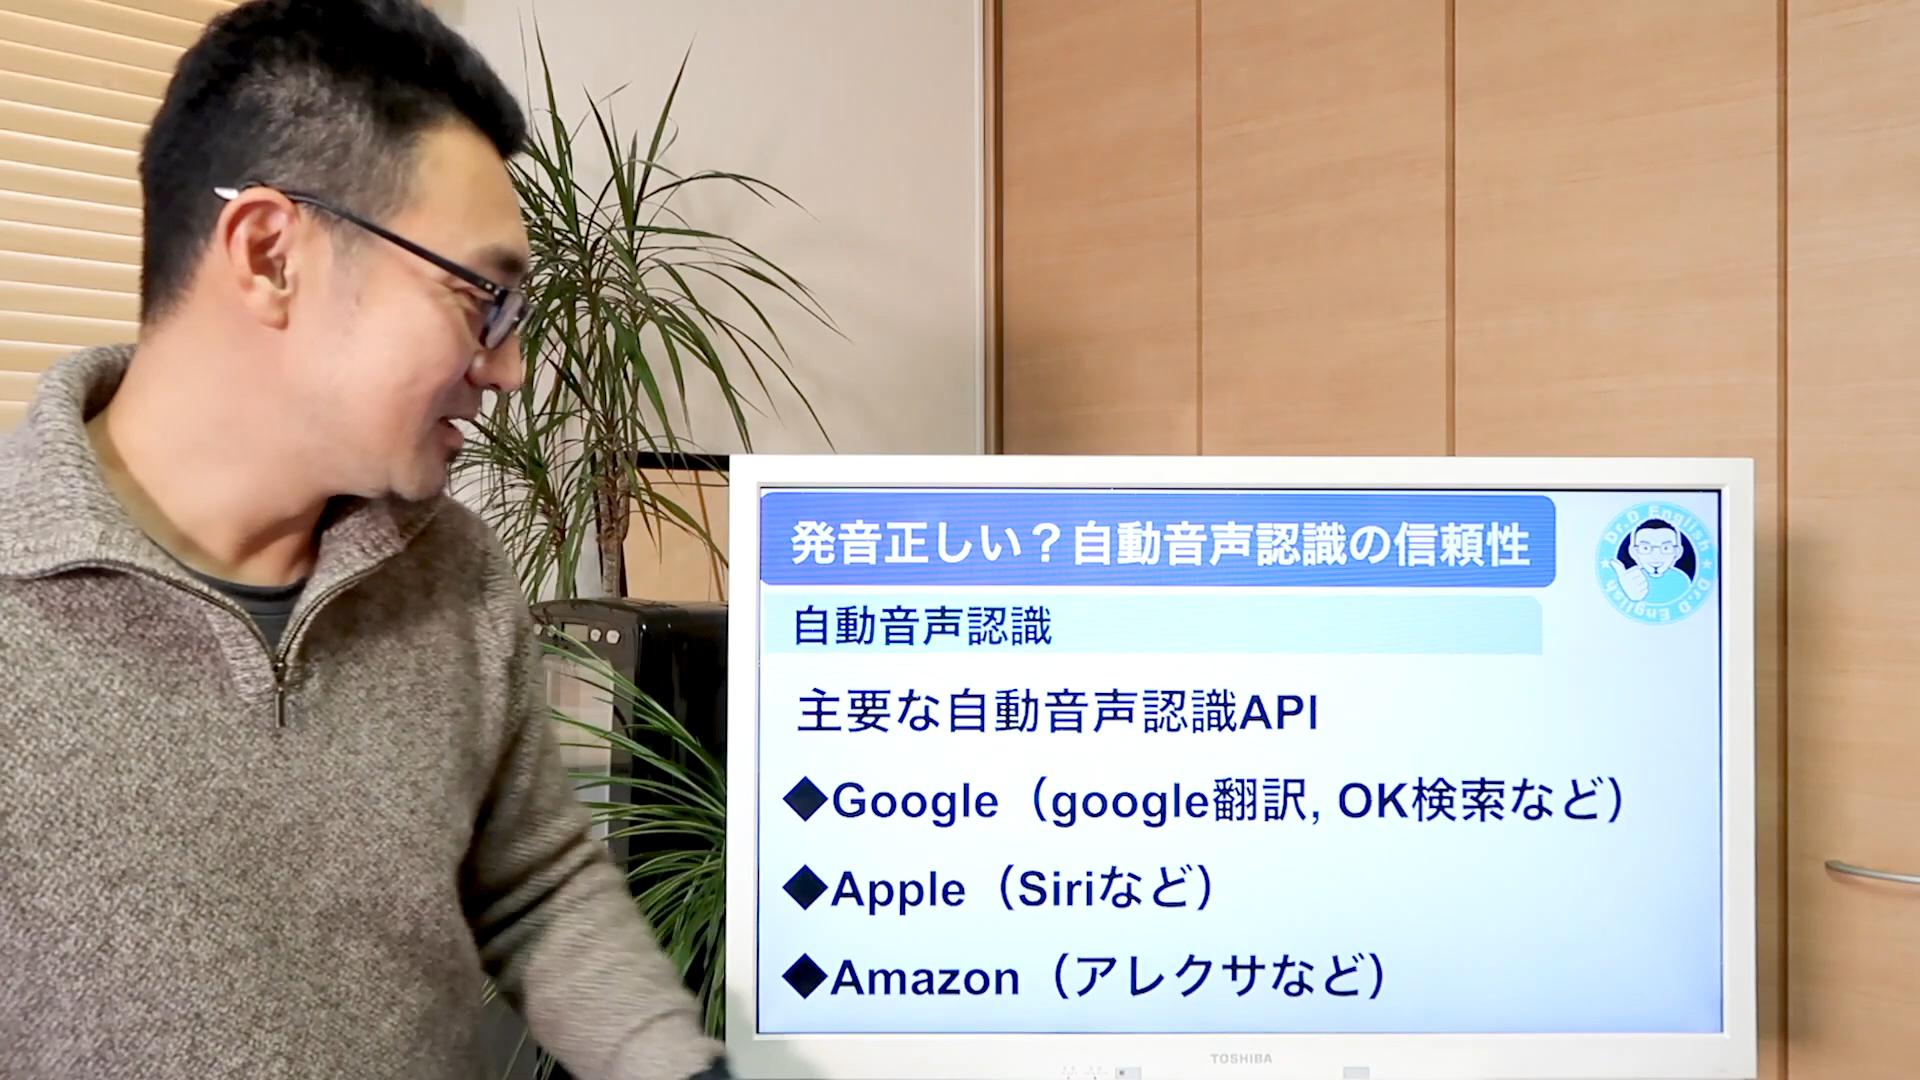 発音正しい？自動音声認識の信頼性
Dr.D English
Dr.D English
自動音声認識
主要な自動音声認識API
◆Google（google翻訳, OK検索など）
◆Apple（Siriなど）
◆Amazon（アレクサなど）
TOSHIBA